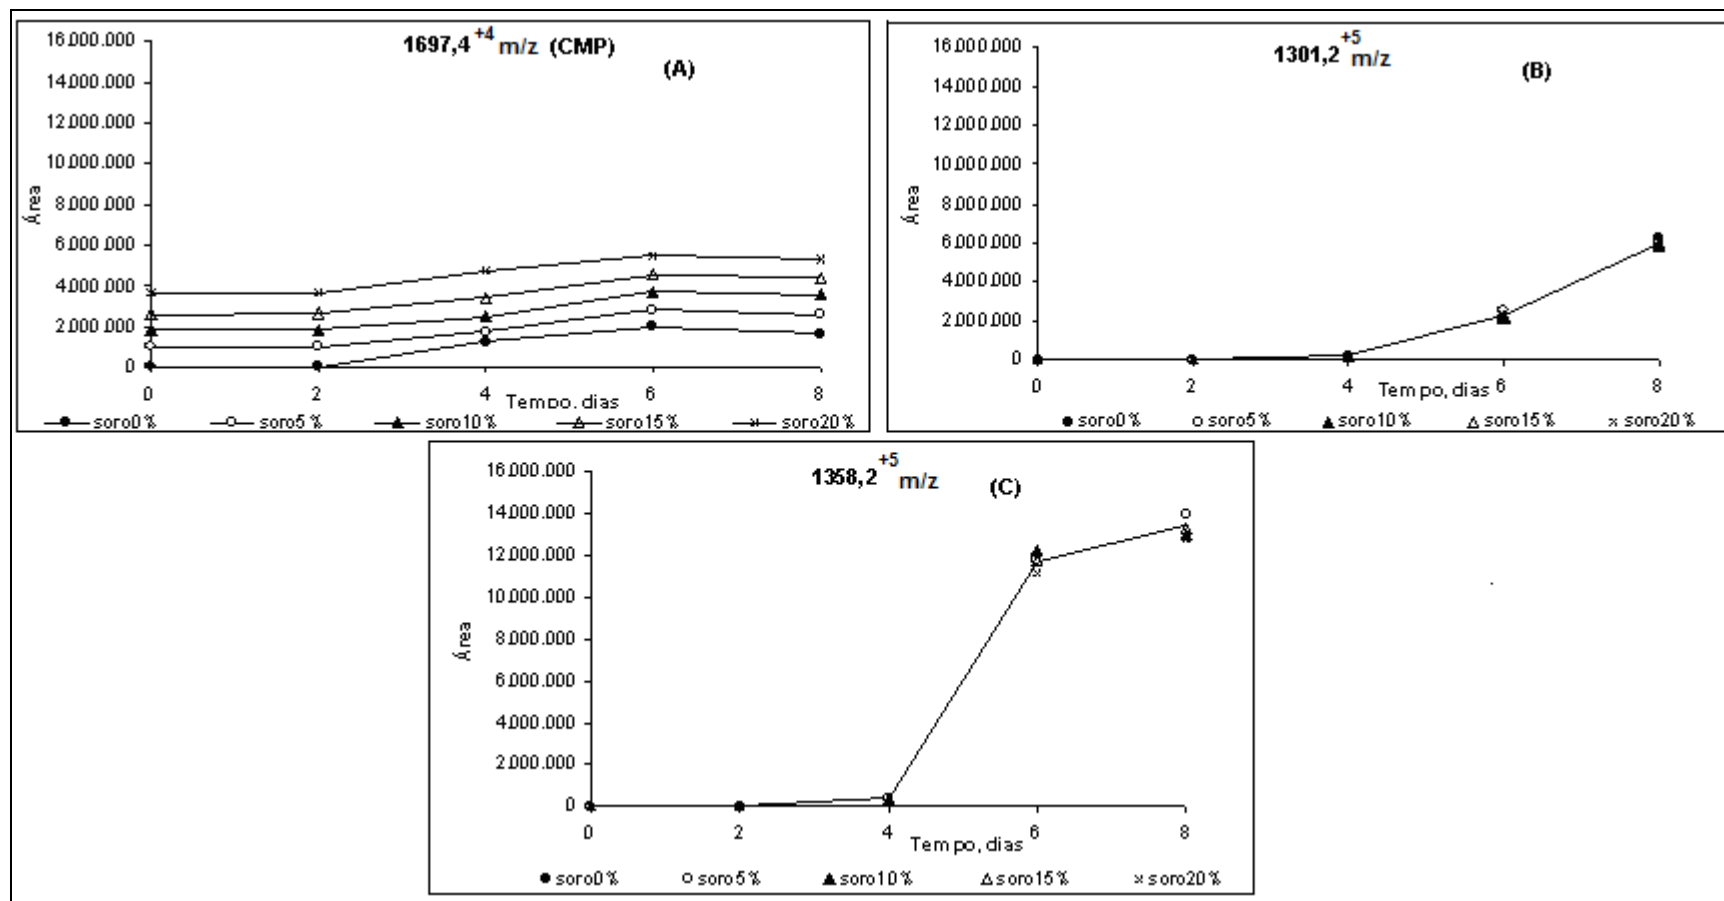 1697,4 +4 m/z (CMP)
(A)
16.000.000
14.000.000
12.000.000
10.000.000
8.000.000
6.000.000
4.000.000
2.000.000
0
Área
0 2 4 6 8
Tempo, dias
soro0% soro5% soro10% soro15% soro20%
1301,2 +5 m/z
(B)
16.000.000
14.000.000
12.000.000
10.000.000
8.000.000
6.000.000
4.000.000
2.000.000
0
Área
0 2 4 6 8
Tempo, dias
soro0% soro5% soro10% soro15% soro20%
1358,2 +5 m/z
(C)
16.000.000
14.000.000
12.000.000
10.000.000
8.000.000
6.000.000
4.000.000
2.000.000
0
Área
0 2 4 6 8
Tempo, dias
soro0% soro5% soro10% soro15% soro20%